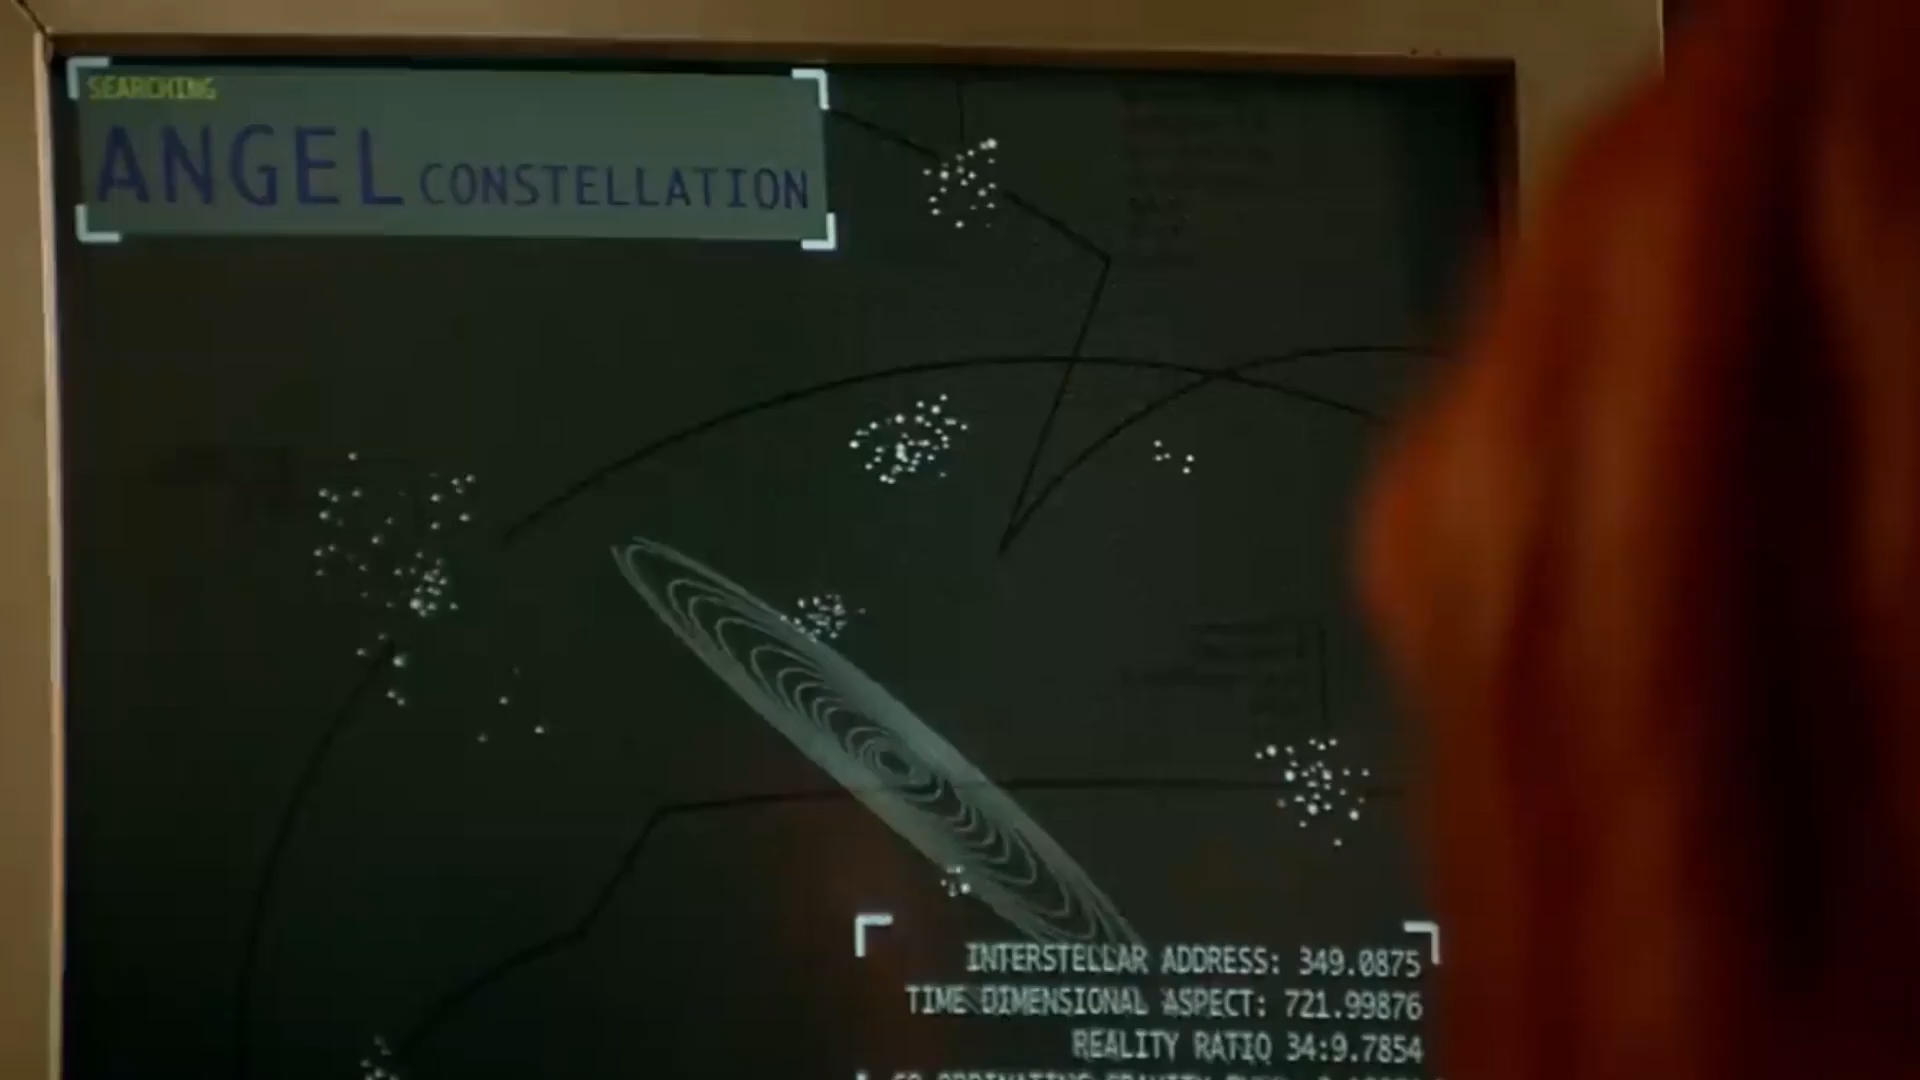 SEARCHING
ANGEL CONSTELLATION
INTERSTELLAR ADDRESS: 349.0875
TIME DIMENSIONAL ASPECT: 721.99876
REALITY RATIO 34:9.7854